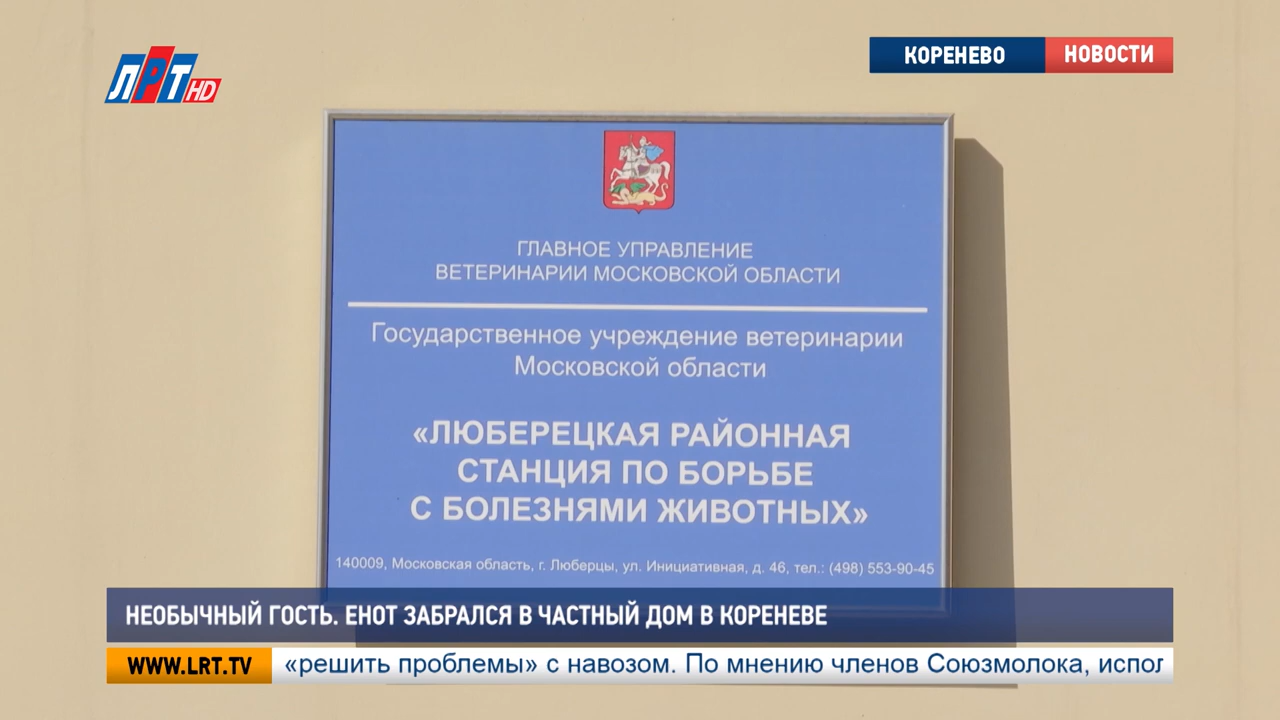 ЛРТ HD
КОРЕНЕВО НОВОСТИ
ГЛАВНОЕ УПРАВЛЕНИЕ
ВЕТЕРИНАРИИ МОСКОВСКОЙ ОБЛАСТИ
Государственное учреждение ветеринарии
Московской области
«ЛЮБЕРЕЦКАЯ РАЙОННАЯ
СТАНЦИЯ ПО БОРЬБЕ
С БОЛЕЗНЯМИ ЖИВОТНЫХ»
140009, Московская область, г. Люберцы, ул. Инициативная, д. 46, тел.: (498) 553-90-45
НЕОБЫЧНЫЙ ГОСТЬ. ЕНОТ ЗАБРАЛСЯ В ЧАСТНЫЙ ДОМ В КОРЕНЕВЕ
WWW.LRT.TV «решить проблемы» с навозом. По мнению членов Союзмолока, испол